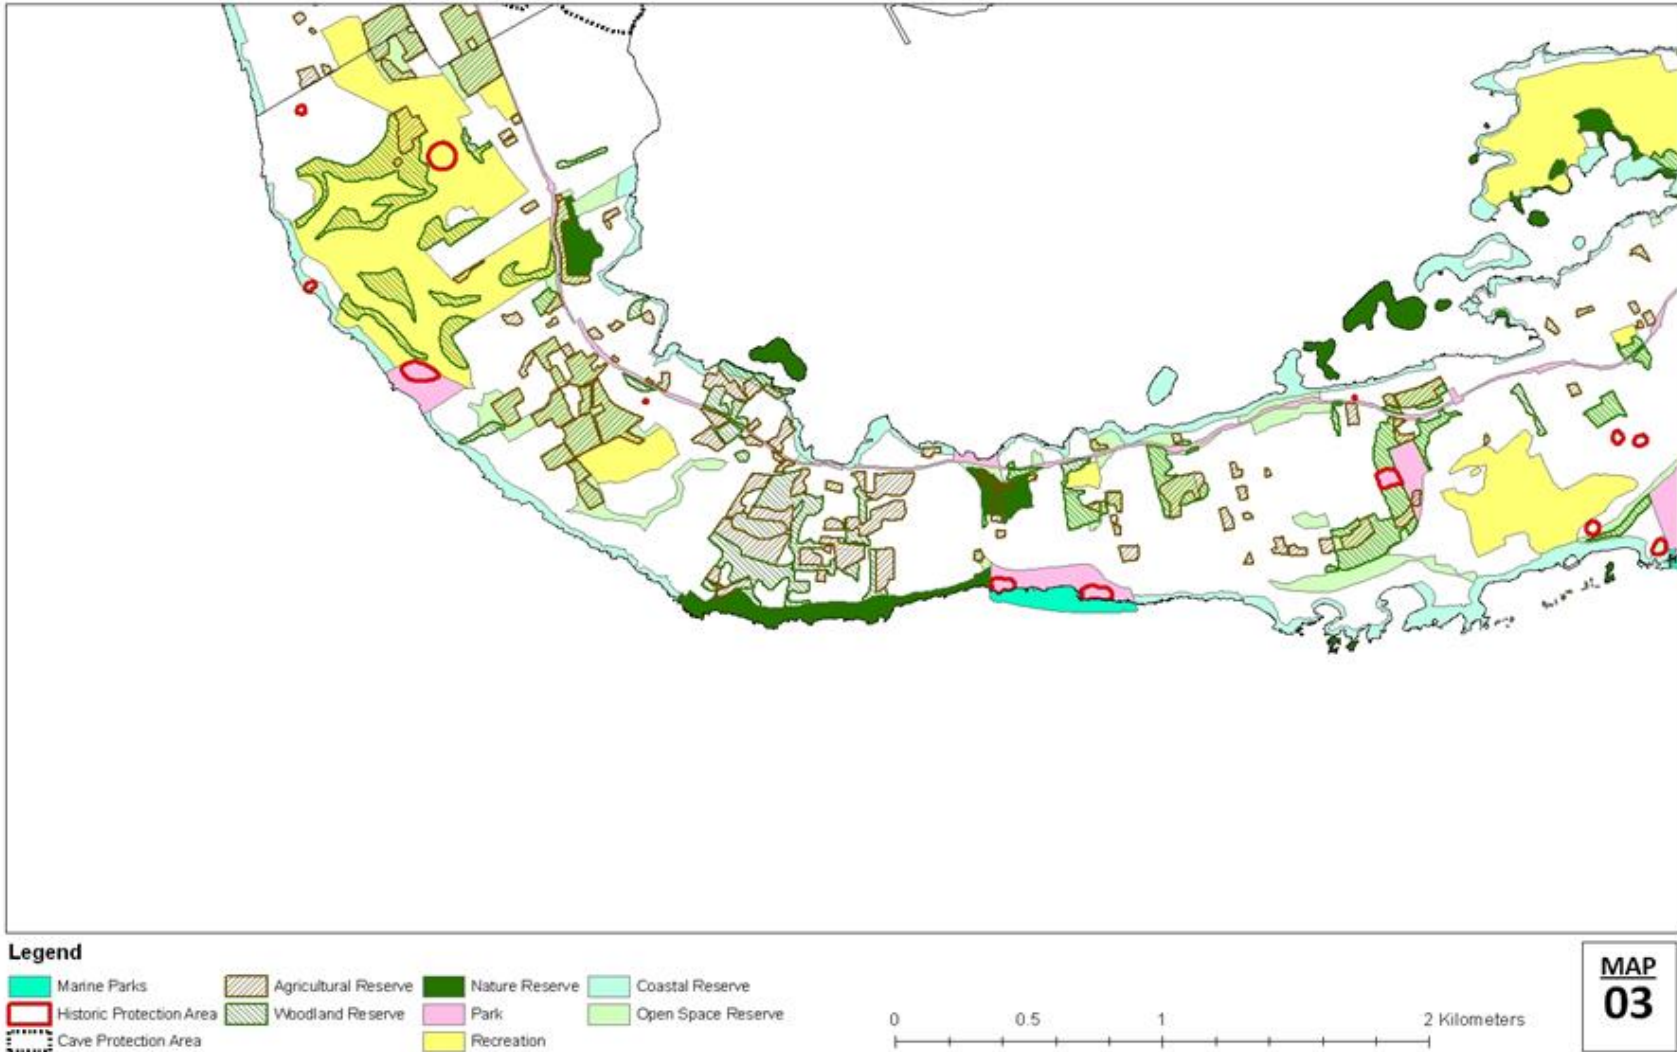 Legend
Marine Parks
Agricultural Reserve
Nature Reserve
Coastal Reserve
Historic Protection Area
Woodland Reserve
Park
Open Space Reserve
Cave Protection Area
Recreation
0 0.5 1 2 Kilometers
MAP
03